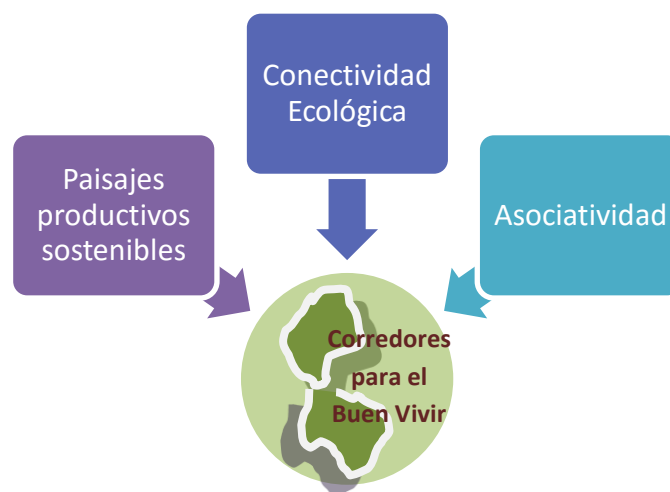 Conectividad
Ecológica
Paisajes
productivos
sostenibles
Asociatividad
Corredores
para el
Buen Vivir